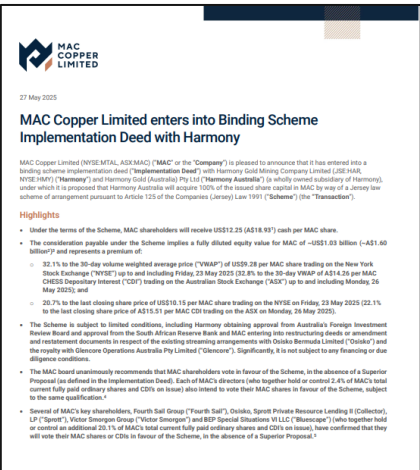 MAC
COPPER
LIMITED
27 May 2025
MAC Copper Limited enters into Binding Scheme
Implementation Deed with Harmony
MAC Copper Limited (NYSE:MTAL, ASX:MAC) ("MAC" or the "Company") is pleased to announce that it has entered into a
binding scheme implementation deed ("Implementation Deed") with Harmony Gold Mining Company Limited (JSE:HAR,
NYSE:HMY) ("Harmony") and Harmony Gold (Australia) Pty Ltd ("Harmony Australia") (a wholly owned subsidiary of Harmony),
under which it is proposed that Harmony Australia will acquire 100% of the issued share capital in MAC by way of a Jersey law
scheme of arrangement pursuant to Article 125 of the Companies (Jersey) Law 1991 ("Scheme") (the "Transaction").
Highlights
• Under the terms of the Scheme, MAC shareholders will receive US$12.25 (A$18.93¹) cash per MAC share.
• The consideration payable under the Scheme implies a fully diluted equity value for MAC of ~US$1.03 billion (~A$1.60
billion²)³ and represents a premium of:
o 32.1% to the 30-day volume weighted average price ("VWAP") of US$9.28 per MAC share trading on the New York
Stock Exchange ("NYSE") up to and including Friday, 23 May 2025 (32.8% to the 30-day VWAP of A$14.26 per MAC
CHESS Depositary Interest ("CDI") trading on the Australian Stock Exchange ("ASX") up to and including Monday, 26
May 2025); and
o 20.7% to the last closing share price of US$10.15 per MAC share trading on the NYSE on Friday, 23 May 2025 (22.1%
to the last closing price of A$15.51 per MAC CDI trading on the ASX on Monday, 26 May 2025).
• The Scheme is subject to limited conditions, including Harmony obtaining approval from Australia's Foreign Investment
Review Board and approval from the South African Reserve Bank and MAC entering into restructuring deeds or amendment
and restatement documents in respect of the existing streaming arrangements with Osisko Bermuda Limited ("Osisko") and
the royalty with Glencore Operations Australia Pty Limited ("Glencore"). Significantly, it is not subject to any financing or due
diligence conditions.
• The MAC board unanimously recommends that MAC shareholders vote in favour of the Scheme, in the absence of a Superior
Proposal (as defined in the Implementation Deed). Each of MAC's directors (who together hold or control 2.4% of MAC's total
current fully paid ordinary shares and CDI's on issue) also intend to vote their MAC shares in favour of the Scheme, subject
to the same qualification.⁴
• Several of MAC's key shareholders, Fourth Sail Group ("Fourth Sail"), Osisko, Sprott Private Resource Lending II (Collector),
LP ("Sprott"), Victor Smorgon Group ("Victor Smorgon") and BEP Special Situations VI LLC ("Bluescape") (who together hold
or control an additional 20.1% of MAC's total current fully paid ordinary shares and CDI's on issue), have confirmed that they
will vote their MAC shares or CDIs in favour of the Scheme, in the absence of a Superior Proposal.⁵